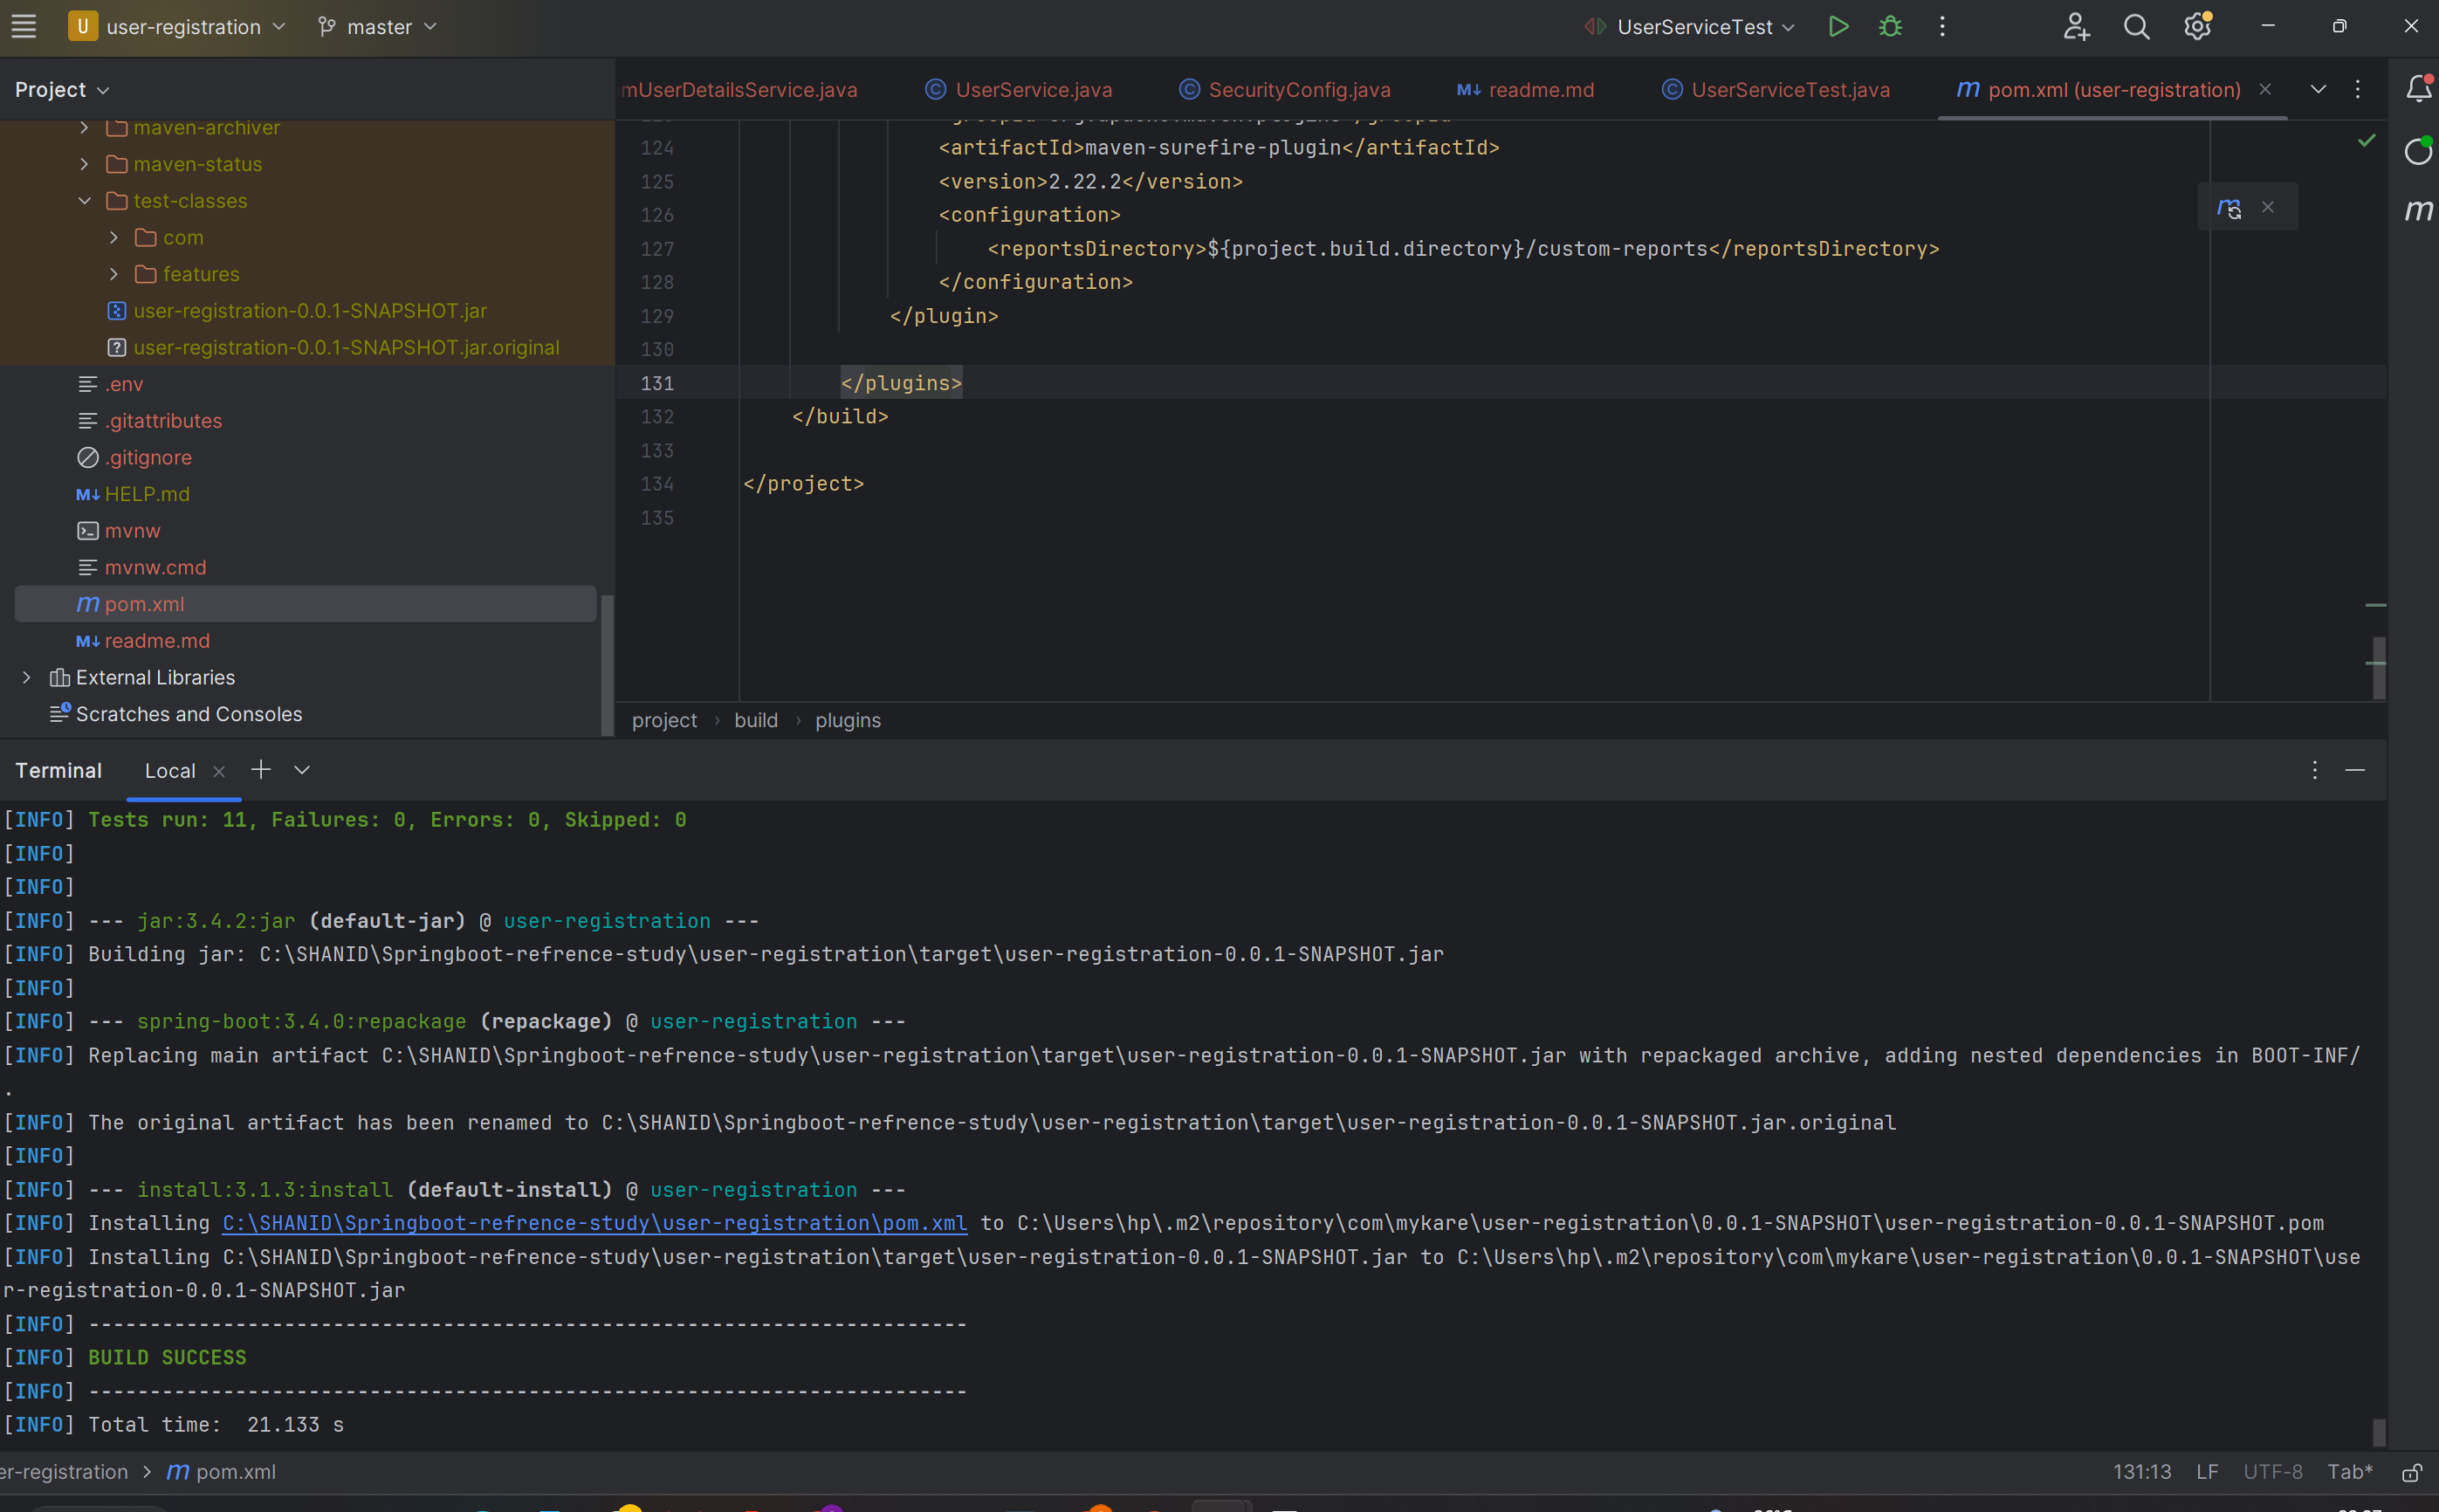 U user-registration master UserServiceTest
Project
mUserDetailsService.java UserService.java SecurityConfig.java readme.md UserServiceTest.java pom.xml (user-registration)
maven-archiver
maven-status
test-classes
com
features
user-registration-0.0.1-SNAPSHOT.jar
user-registration-0.0.1-SNAPSHOT.jar.original
.env
.gitattributes
.gitignore
HELP.md
mvnw
mvnw.cmd
pom.xml
readme.md
External Libraries
Scratches and Consoles
124 <artifactId>maven-surefire-plugin</artifactId>
125 <version>2.22.2</version>
126 <configuration>
127 <reportsDirectory>${project.build.directory}/custom-reports</reportsDirectory>
128 </configuration>
129 </plugin>
130
131 </plugins>
132 </build>
133
134 </project>
135
project › build › plugins
Terminal Local
[INFO] Tests run: 11, Failures: 0, Errors: 0, Skipped: 0
[INFO]
[INFO]
[INFO] --- jar:3.4.2:jar (default-jar) @ user-registration ---
[INFO] Building jar: C:\SHANID\Springboot-refrence-study\user-registration\target\user-registration-0.0.1-SNAPSHOT.jar
[INFO]
[INFO] --- spring-boot:3.4.0:repackage (repackage) @ user-registration ---
[INFO] Replacing main artifact C:\SHANID\Springboot-refrence-study\user-registration\target\user-registration-0.0.1-SNAPSHOT.jar with repackaged archive, adding nested dependencies in BOOT-INF/
.
[INFO] The original artifact has been renamed to C:\SHANID\Springboot-refrence-study\user-registration\target\user-registration-0.0.1-SNAPSHOT.jar.original
[INFO]
[INFO] --- install:3.1.3:install (default-install) @ user-registration ---
[INFO] Installing C:\SHANID\Springboot-refrence-study\user-registration\pom.xml to C:\Users\hp\.m2\repository\com\mykare\user-registration\0.0.1-SNAPSHOT\user-registration-0.0.1-SNAPSHOT.pom
[INFO] Installing C:\SHANID\Springboot-refrence-study\user-registration\target\user-registration-0.0.1-SNAPSHOT.jar to C:\Users\hp\.m2\repository\com\mykare\user-registration\0.0.1-SNAPSHOT\use
r-registration-0.0.1-SNAPSHOT.jar
[INFO] ------------------------------------------------------------------------
[INFO] BUILD SUCCESS
[INFO] ------------------------------------------------------------------------
[INFO] Total time:  21.133 s
er-registration › pom.xml 131:13 LF UTF-8 Tab*